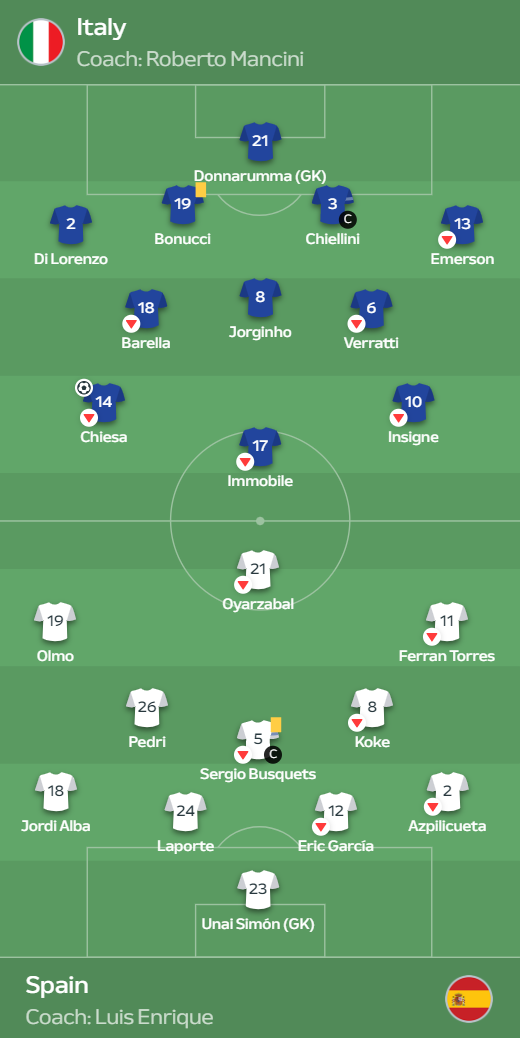 Italy
Coach: Roberto Mancini
21
Donnarumma (GK)
19
Bonucci
3
C
Chiellini
2
Di Lorenzo
13
Emerson
18
Barella
8
Jorginho
6
Verratti
14
Chiesa
10
Insigne
17
Immobile
21
Oyarzabal
19
Olmo
11
Ferran Torres
26
Pedri
5
C
Sergio Busquets
8
Koke
18
Jordi Alba
24
Laporte
12
Eric García
2
Azpilicueta
23
Unai Simón (GK)
Spain
Coach: Luis Enrique